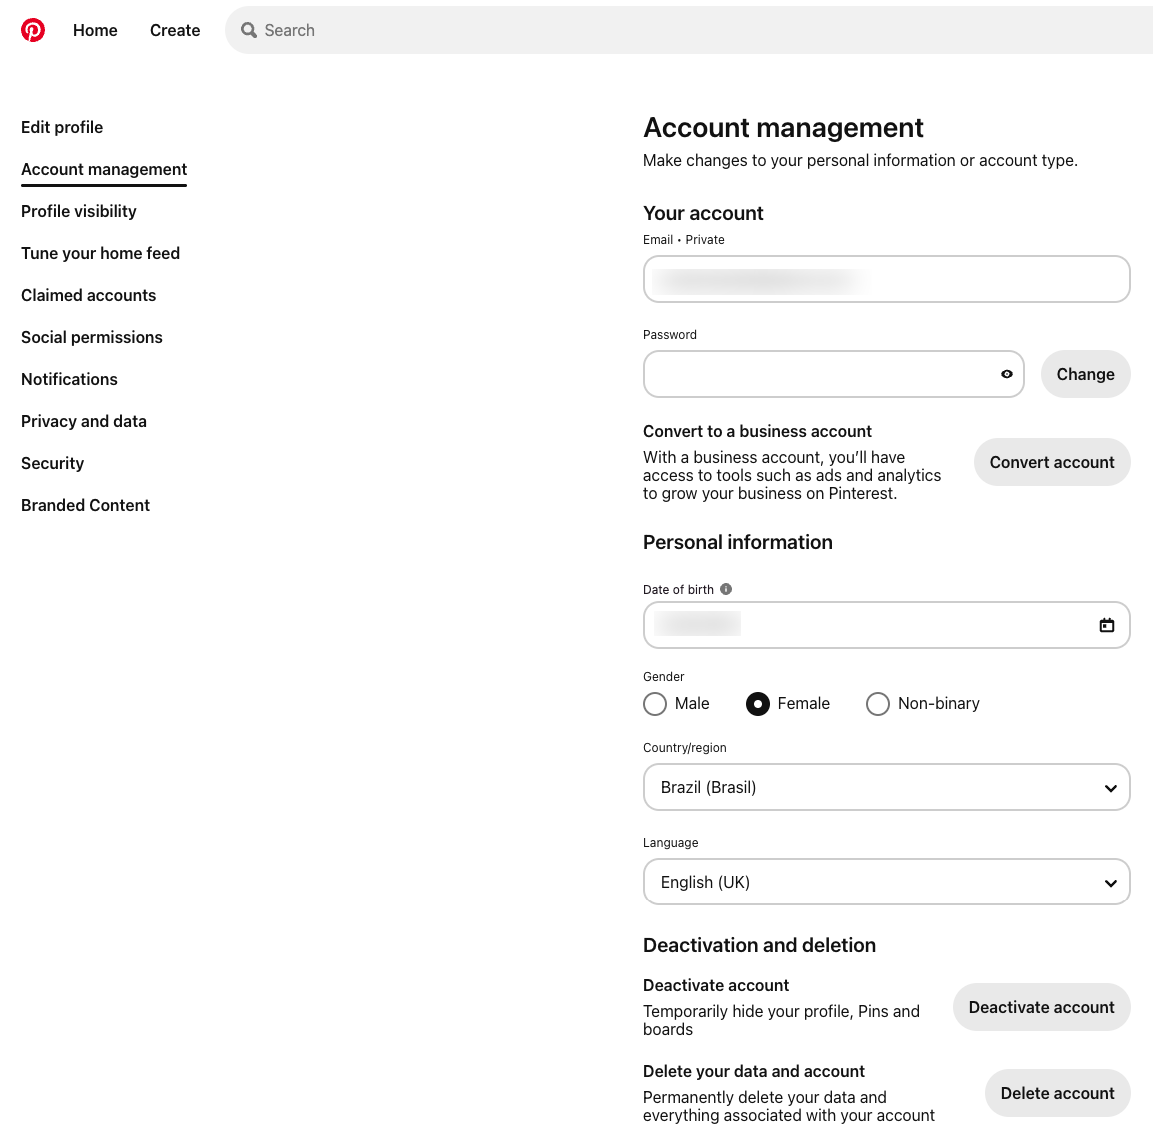 Home
Create
Search
Edit profile
Account management
Profile visibility
Tune your home feed
Claimed accounts
Social permissions
Notifications
Privacy and data
Security
Branded Content
Account management
Make changes to your personal information or account type.
Your account
Email • Private
Password
Change
Convert to a business account
With a business account, you’ll have
access to tools such as ads and analytics
to grow your business on Pinterest.
Convert account
Personal information
Date of birth
Gender
Male
Female
Non-binary
Country/region
Brazil (Brasil)
Language
English (UK)
Deactivation and deletion
Deactivate account
Temporarily hide your profile, Pins and
boards
Deactivate account
Delete your data and account
Permanently delete your data and
everything associated with your account
Delete account